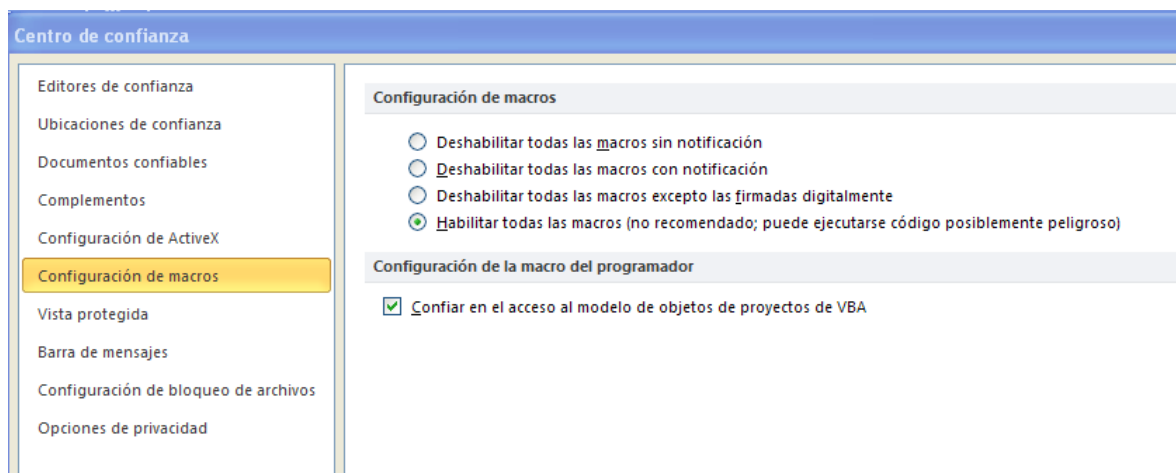 Centro de confianza
Editores de confianza
Ubicaciones de confianza
Documentos confiables
Complementos
Configuración de ActiveX
Configuración de macros
Vista protegida
Barra de mensajes
Configuración de bloqueo de archivos
Opciones de privacidad
Configuración de macros
Deshabilitar todas las macros sin notificación
Deshabilitar todas las macros con notificación
Deshabilitar todas las macros excepto las firmadas digitalmente
Habilitar todas las macros (no recomendado; puede ejecutarse código posiblemente peligroso)
Configuración de la macro del programador
Confiar en el acceso al modelo de objetos de proyectos de VBA